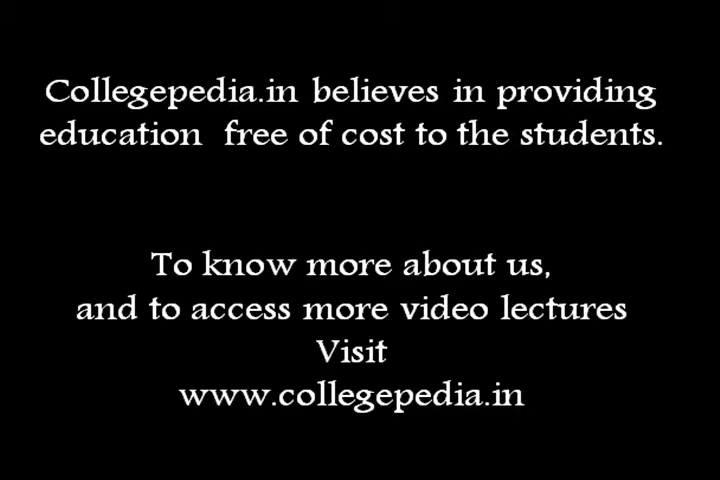 Collegepedia.in believes in providing
education  free of cost to the students.
To know more about us,
and to access more video lectures
Visit
www.collegepedia.in